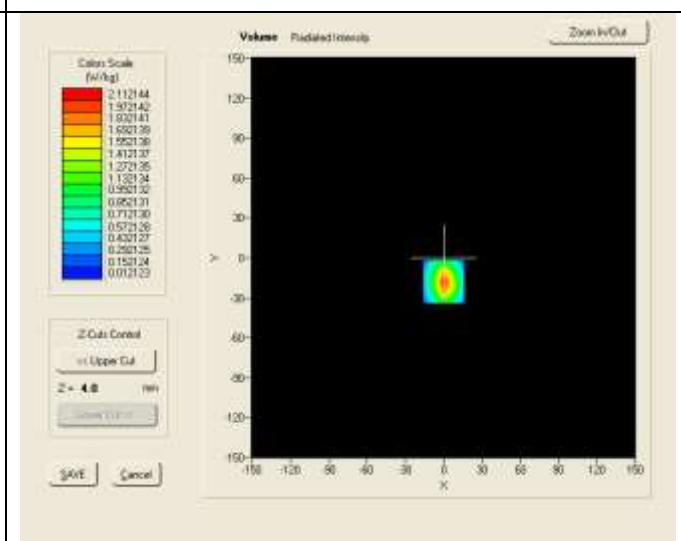 Volume Radiated Intensity
Zoom In/Out
Colors Scale
(W/kg)
2.112144
1.972142
1.832141
1.692139
1.552138
1.412137
1.272135
1.132134
0.992132
0.852131
0.712130
0.572128
0.432127
0.292125
0.152124
0.012123
150
120
90
60
30
0
-30
-60
-90
-120
-150
Y
-150 -120 -90 -60 -30 0 30 60 90 120 150
X
Z-Cuts Control
<< Upper Cut
Z = 4.0 mm
SAVE Cancel